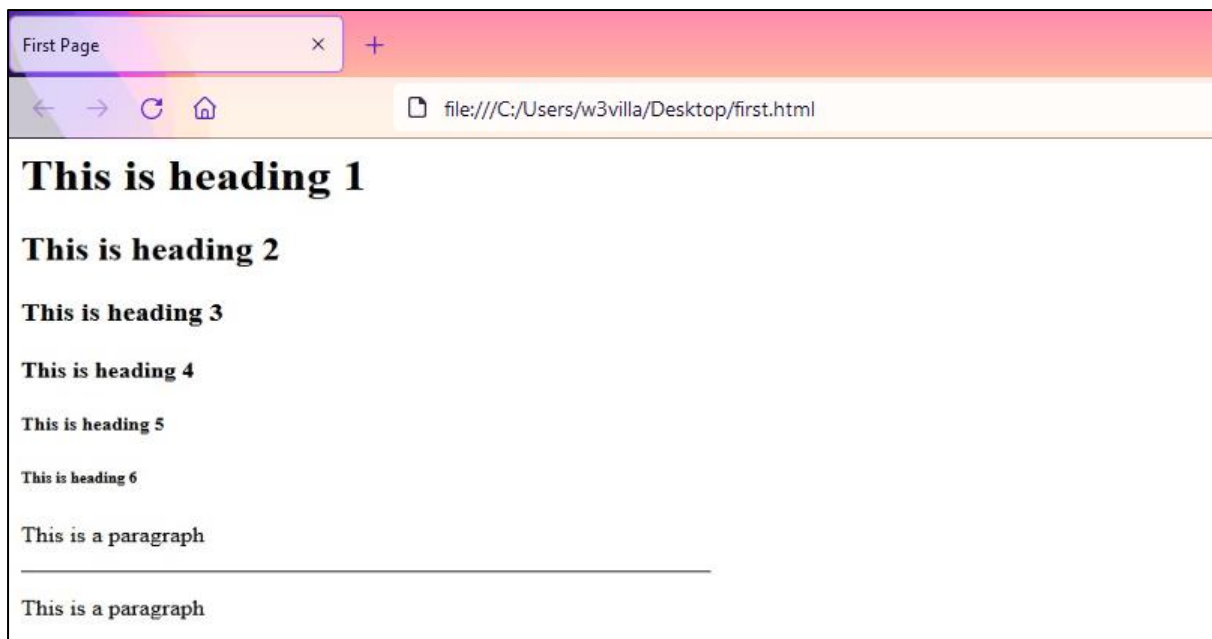 First Page
file:///C:/Users/w3villa/Desktop/first.html
This is heading 1
This is heading 2
This is heading 3
This is heading 4
This is heading 5
This is heading 6
This is a paragraph
This is a paragraph